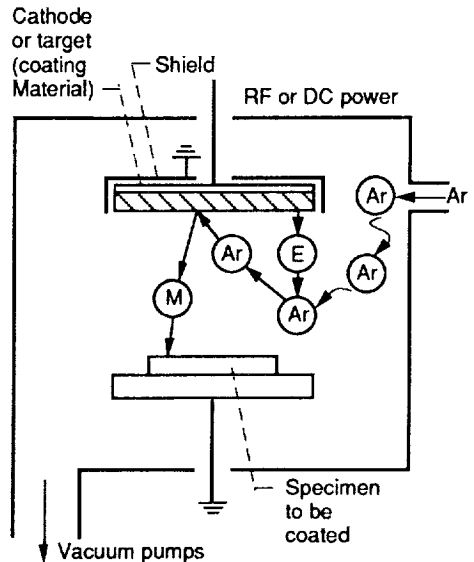 Cathode
or target
(coating
Material)
Shield
RF or DC power
Ar
Ar
Ar
E
Ar
M
Ar
Specimen
to be
coated
Vacuum pumps